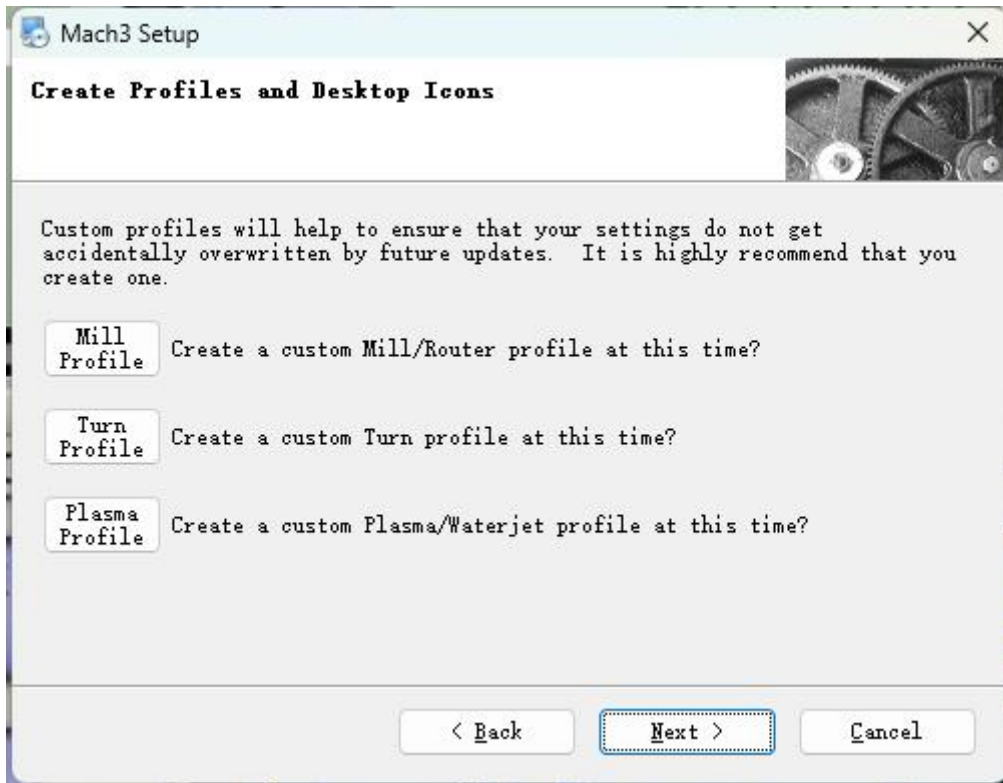 Mach3 Setup
Create Profiles and Desktop Icons
Custom profiles will help to ensure that your settings do not get
accidentally overwritten by future updates.  It is highly recommend that you
create one.
Mill
Profile
Create a custom Mill/Router profile at this time?
Turn
Profile
Create a custom Turn profile at this time?
Plasma
Profile
Create a custom Plasma/Waterjet profile at this time?
< Back
Next >
Cancel